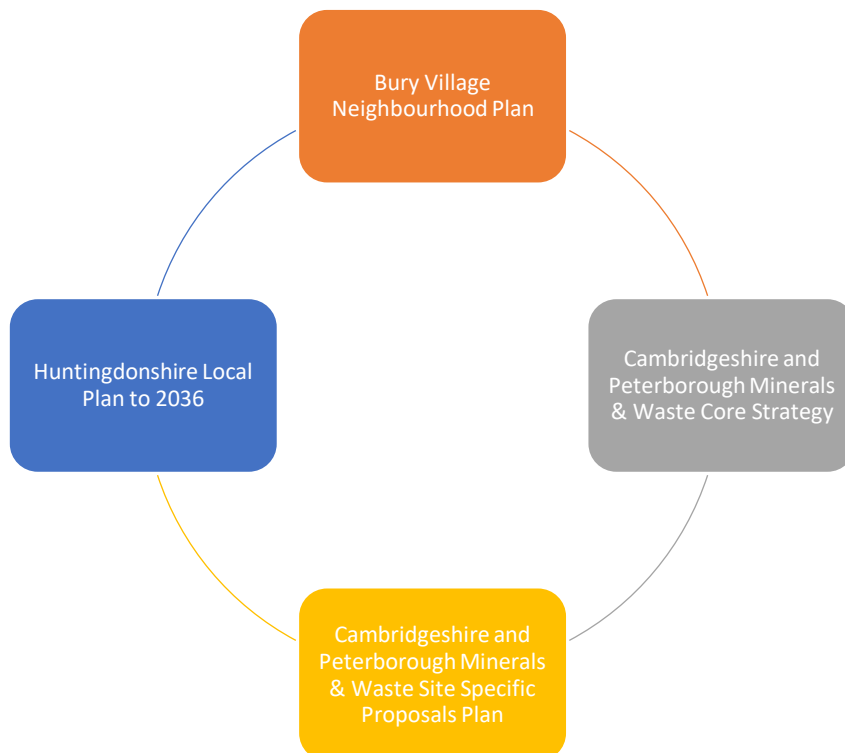 Bury Village
Neighbourhood Plan
Huntingdonshire Local
Plan to 2036
Cambridgeshire and
Peterborough Minerals
& Waste Core Strategy
Cambridgeshire and
Peterborough Minerals
& Waste Site Specific
Proposals Plan